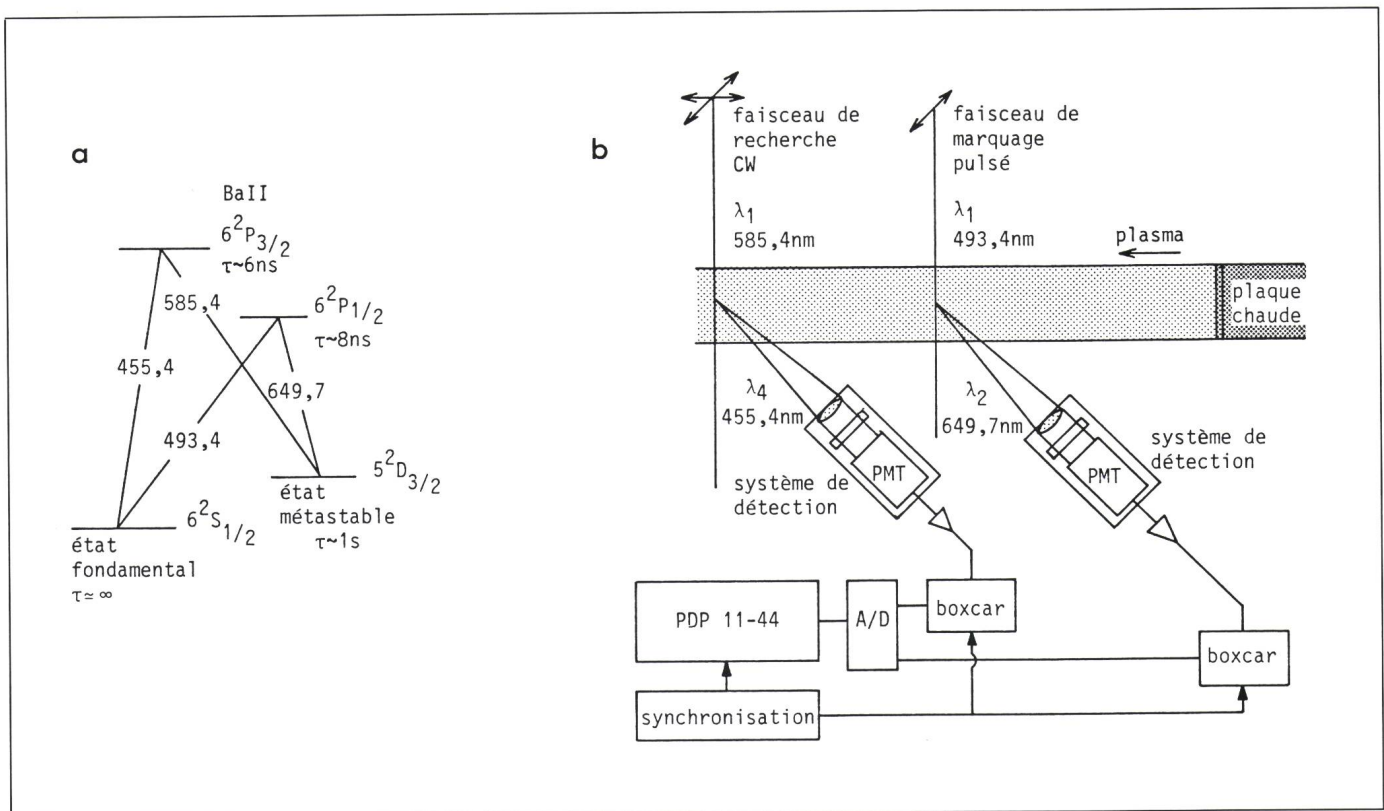 a
BaII
6²P3/2
τ~6ns
6²P1/2
τ~8ns
585,4
455,4
649,7
493,4
5²D3/2
état
métastable
τ~1s
6²S1/2
état
fondamental
τ≃∞
b
faisceau de
recherche
CW
λ1
585,4nm
faisceau de
marquage
pulsé
λ1
493,4nm
plasma
plaque
chaude
λ4
455,4nm
PMT
système de
détection
λ2
649,7nm
PMT
système de
détection
PDP 11-44
A/D
boxcar
boxcar
synchronisation